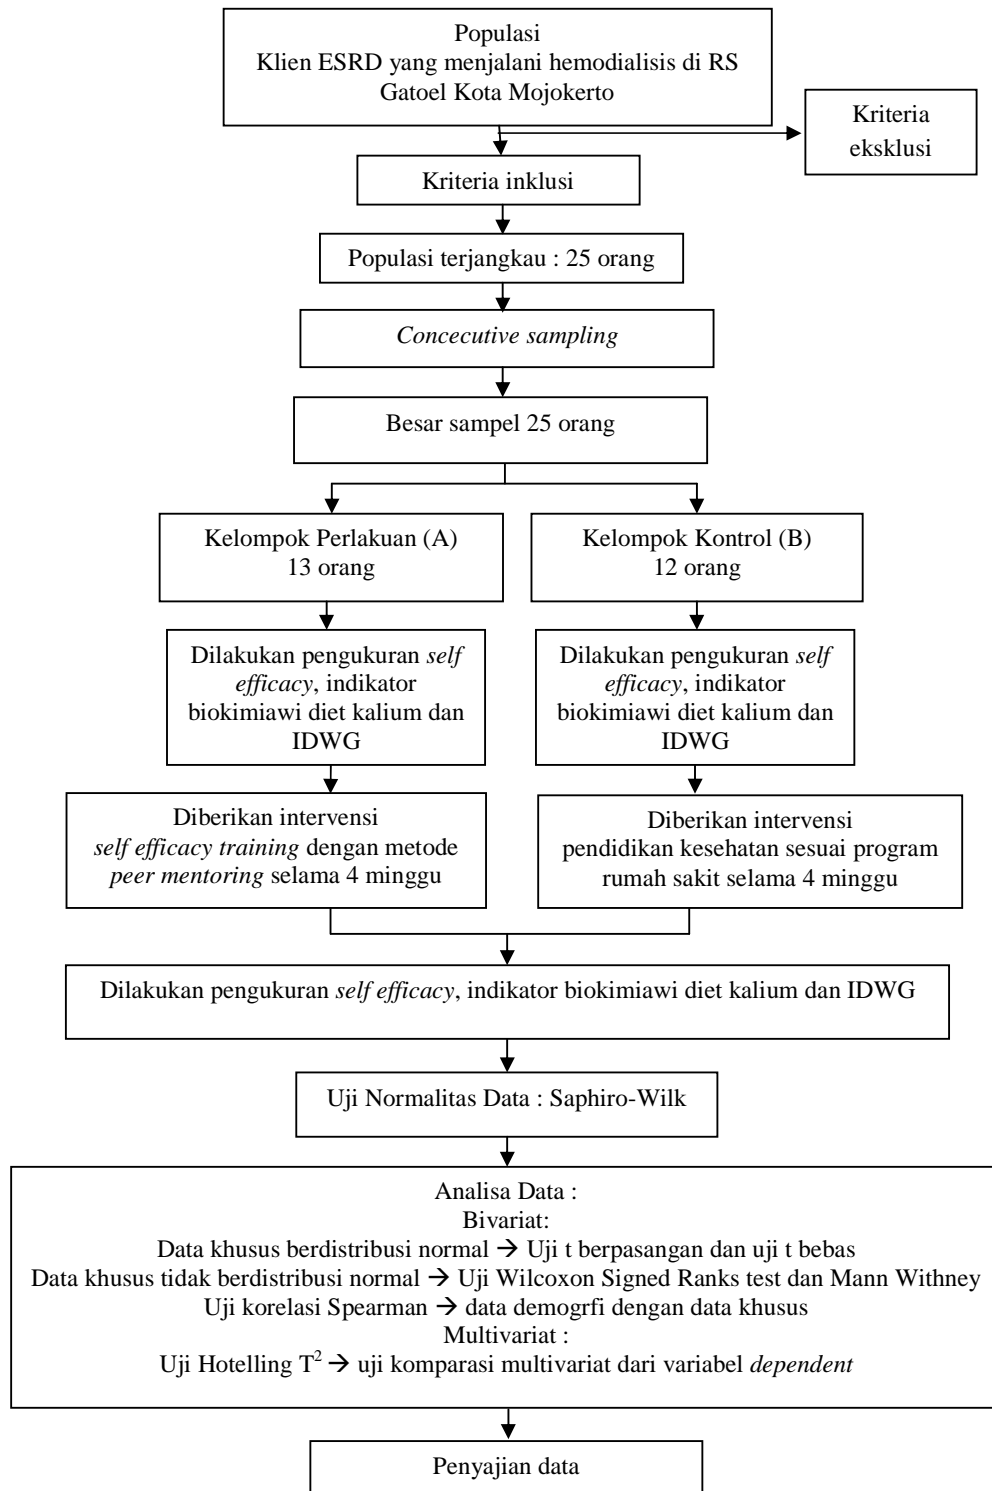 Populasi
Klien ESRD yang menjalani hemodialisis di RS
Gatoel Kota Mojokerto
Kriteria
eksklusi
Kriteria inklusi
Populasi terjangkau : 25 orang
Concecutive sampling
Besar sampel 25 orang
Kelompok Perlakuan (A)
13 orang
Kelompok Kontrol (B)
12 orang
Dilakukan pengukuran self
efficacy, indikator
biokimiawi diet kalium dan
IDWG
Dilakukan pengukuran self
efficacy, indikator
biokimiawi diet kalium dan
IDWG
Diberikan intervensi
self efficacy training dengan metode
peer mentoring selama 4 minggu
Diberikan intervensi
pendidikan kesehatan sesuai program
rumah sakit selama 4 minggu
Dilakukan pengukuran self efficacy, indikator biokimiawi diet kalium dan IDWG
Uji Normalitas Data : Saphiro-Wilk
Analisa Data :
Bivariat:
Data khusus berdistribusi normal → Uji t berpasangan dan uji t bebas
Data khusus tidak berdistribusi normal → Uji Wilcoxon Signed Ranks test dan Mann Withney
Uji korelasi Spearman → data demogrfi dengan data khusus
Multivariat :
Uji Hotelling T² → uji komparasi multivariat dari variabel dependent
Penyajian data